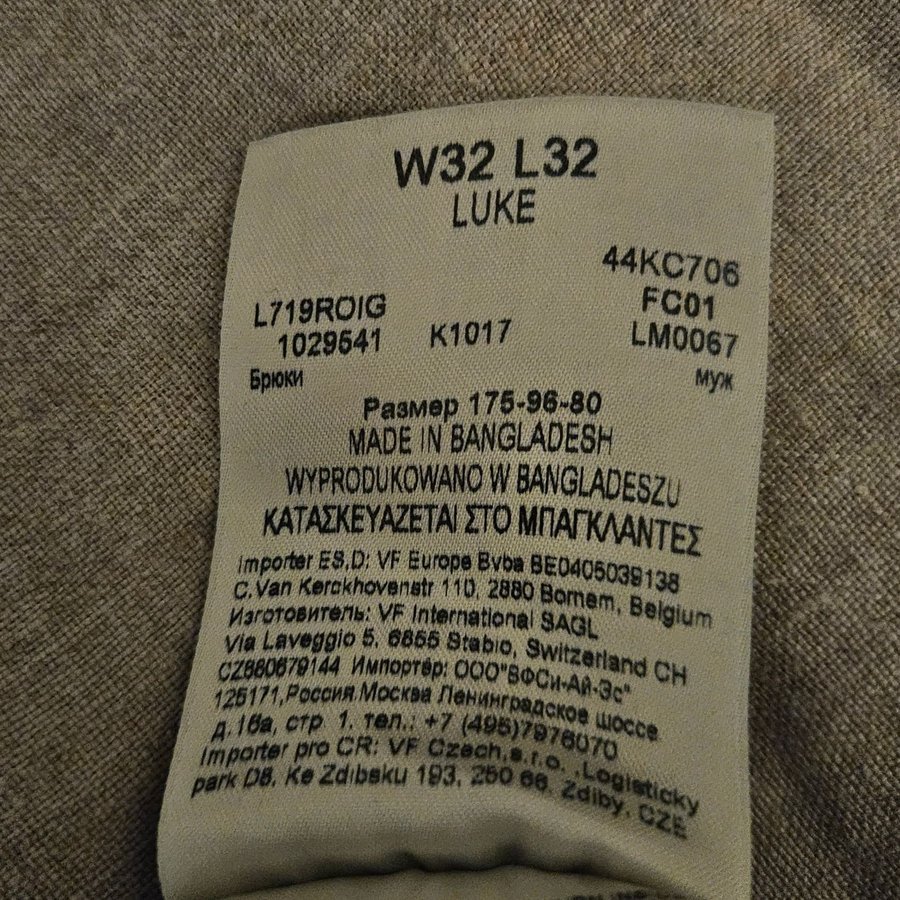 W32 L32
LUKE
44KC706
L719ROIG FC01
1029541 K1017 LM0067
Брюки муж
Размер 175-96-80
MADE IN BANGLADESH
WYPRODUKOWANO W BANGLADESZU
ΚΑΤΑΣΚΕΥΑΖΕΤΑΙ ΣΤΟ ΜΠΑΓΚΛΑΝΤΕΣ
Importer ES,D: VF Europe Bvba BE0405039138
C.Van Kerckhovenstr 110, 2880 Bornem, Belgium
Изготовитель: VF International SAGL
Via Laveggio 5, 6855 Stabio, Switzerland CH
CZ680679144 Импортёр: ООО"ВФСи-Ай-Эс"
125171,Россия Москва Ленинградское шоссе
д.16а, стр 1. тел.: +7 (495)7976070
Importer pro CR: VF Czech,s.r.o. ,Logisticky
park D8, Ke Zdibsku 193, 250 66, Zdiby, CZE